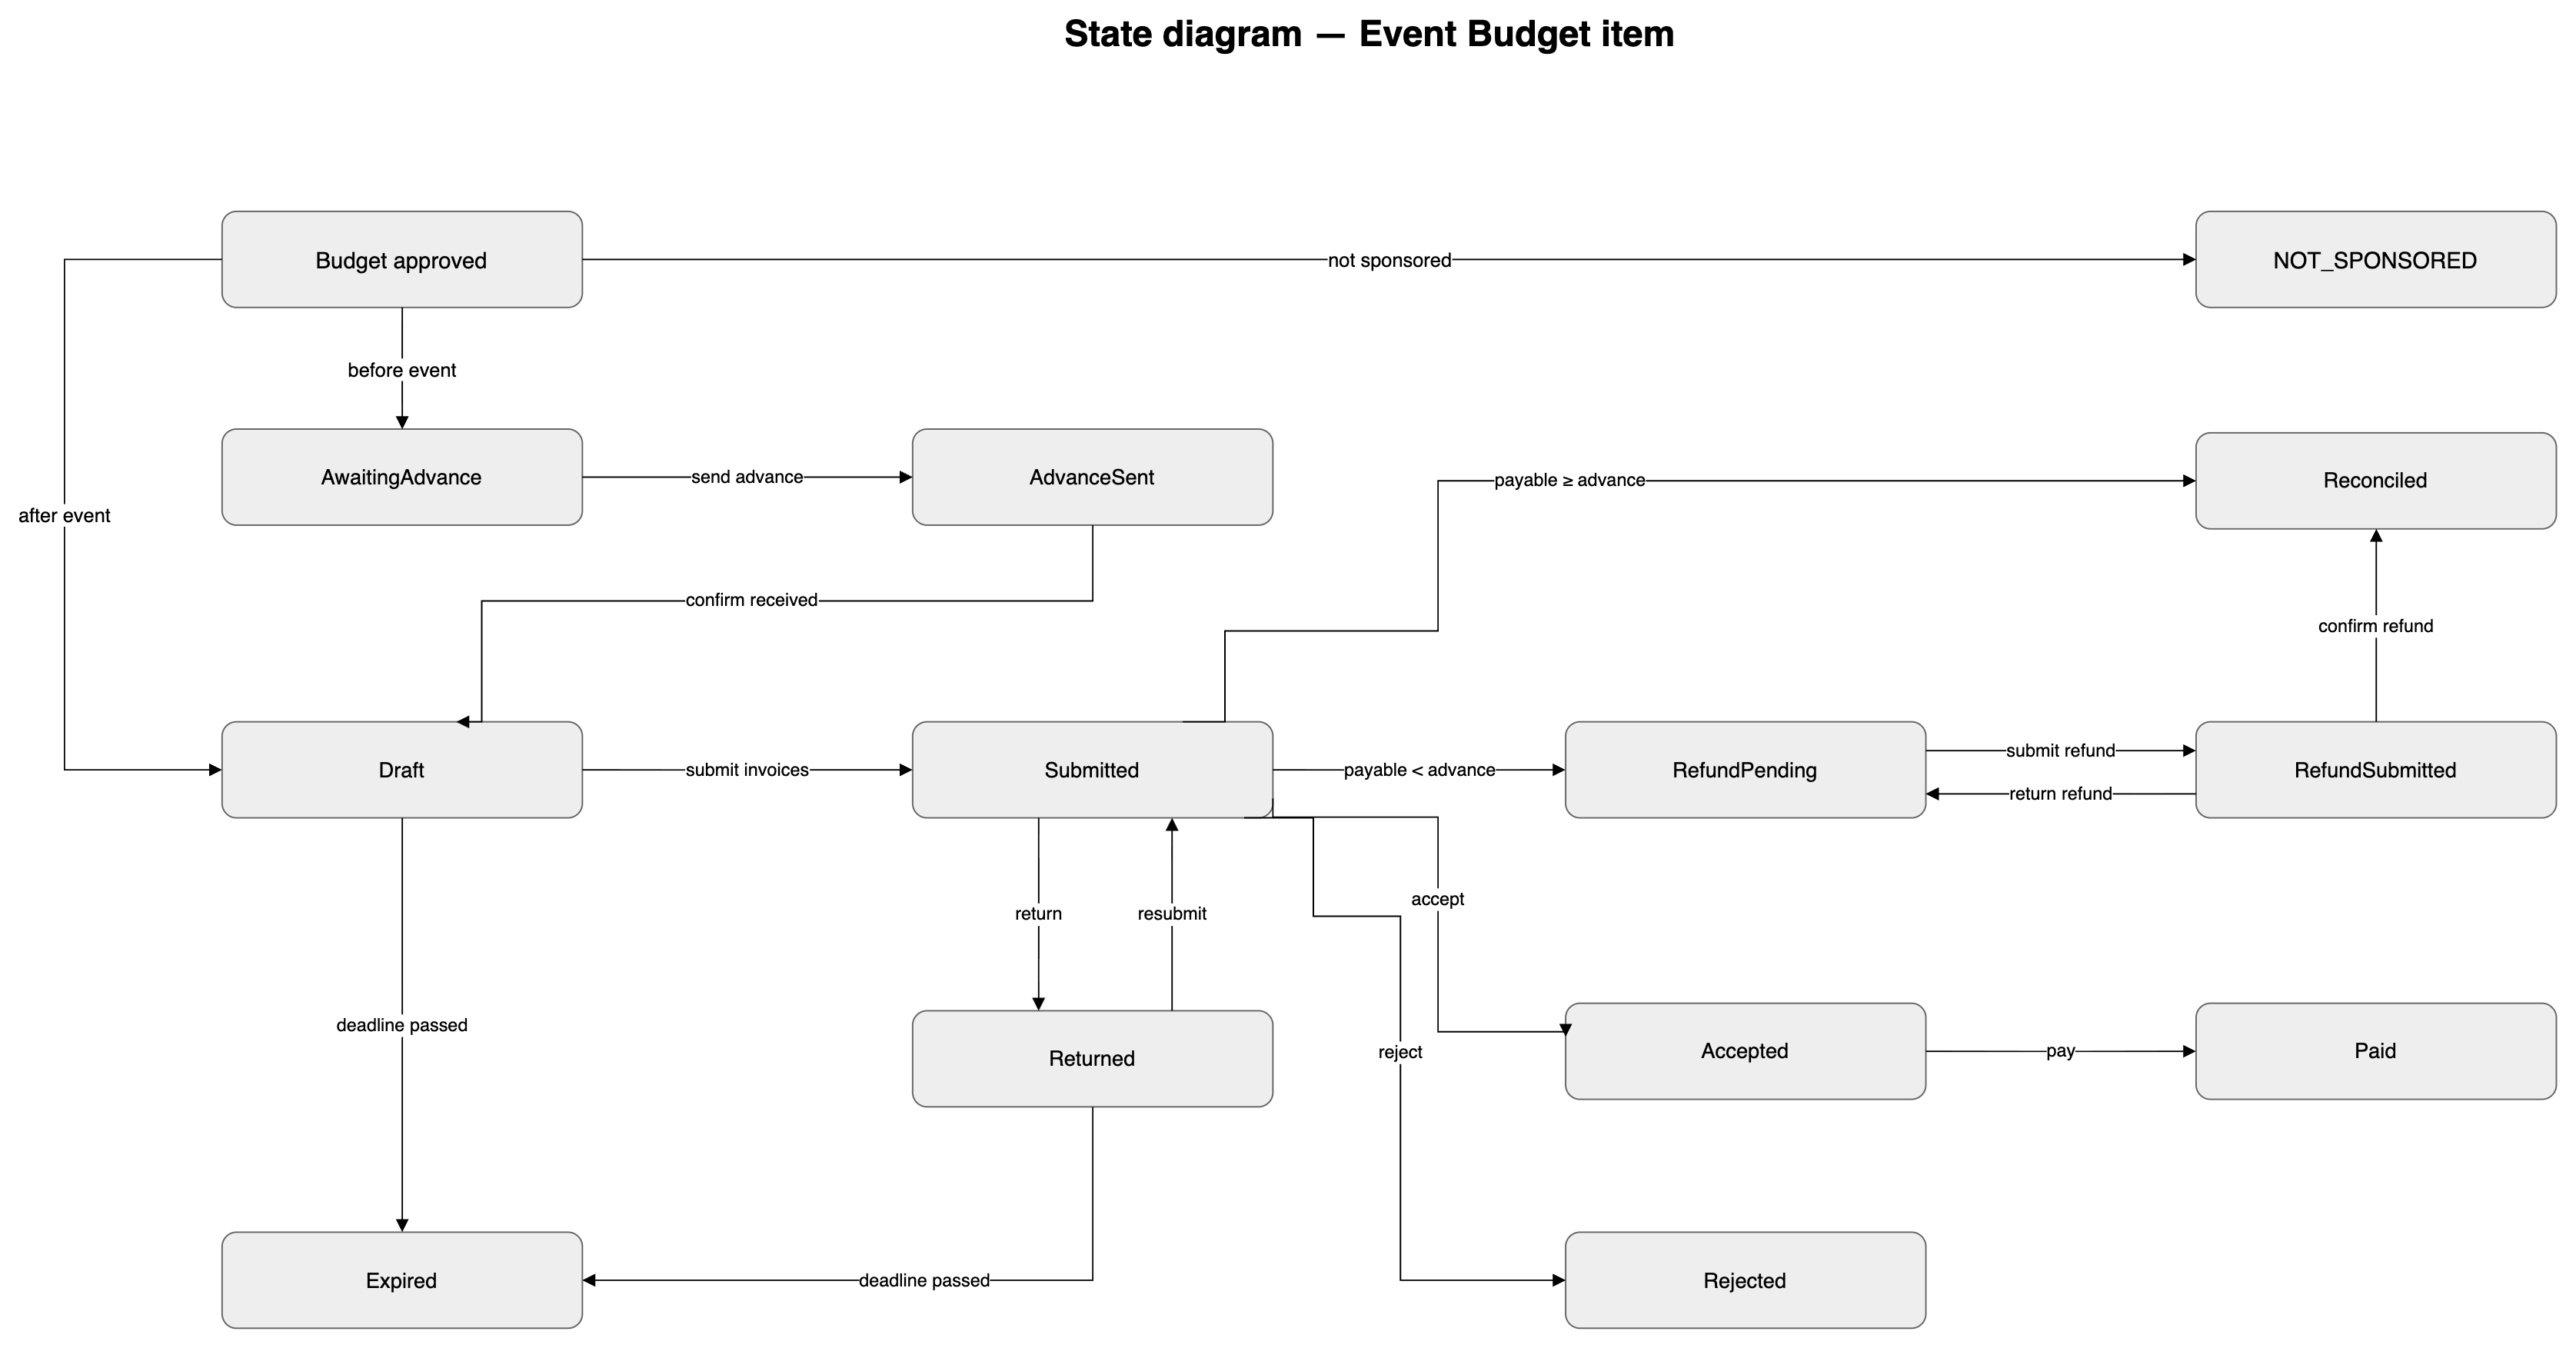 State diagram — Event Budget item
Budget approved
not sponsored
NOT_SPONSORED
before event
AwaitingAdvance
send advance
AdvanceSent
payable ≥ advance
Reconciled
after event
confirm received
confirm refund
Draft
submit invoices
Submitted
payable < advance
RefundPending
submit refund
return refund
RefundSubmitted
return
resubmit
accept
deadline passed
Returned
reject
Accepted
pay
Paid
Expired
deadline passed
Rejected